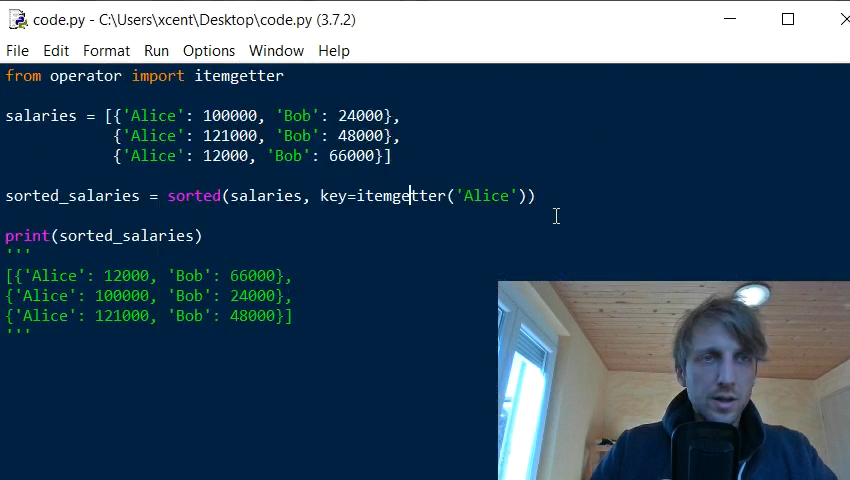 code.py - C:\Users\xcent\Desktop\code.py (3.7.2)
File Edit Format Run Options Window Help
from operator import itemgetter
salaries = [{'Alice': 100000, 'Bob': 24000},
{'Alice': 121000, 'Bob': 48000},
{'Alice': 12000, 'Bob': 66000}]
sorted_salaries = sorted(salaries, key=itemgetter('Alice'))
print(sorted_salaries)
'''
[{'Alice': 12000, 'Bob': 66000},
{'Alice': 100000, 'Bob': 24000},
{'Alice': 121000, 'Bob': 48000}]
'''